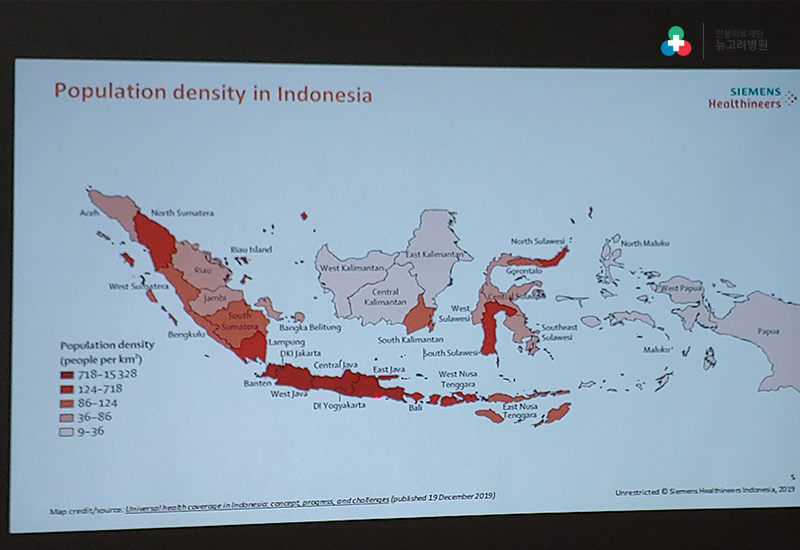 인봉의료재단
뉴고려병원
Population density in Indonesia
SIEMENS
Healthineers
Aceh
North Sumatera
Riau Island
Riau
West Sumatera
Jambi
South
Sumatera
Bengkulu
Bangka Belitung
Lampung
DKI Jakarta
Banten
West Java
Central Java
DI Yogyakarta
East Java
Bali
West Nusa
Tenggara
East Nusa
Tenggara
West Kalimantan
East Kalimantan
Central
Kalimantan
South Kalimantan
North Sulawesi
Gorontalo
Central Sulawesi
West
Sulawesi
South Sulawesi
Southeast
Sulawesi
North Maluku
West Papua
Maluku
Papua
Population density
(people per km²)
718–15 328
124–718
86–124
36–86
9–36
Map credit/source: Universal health coverage in Indonesia: concept, progress, and challenges (published 19 December 2019)
5
Unrestricted © Siemens Healthineers Indonesia, 2019